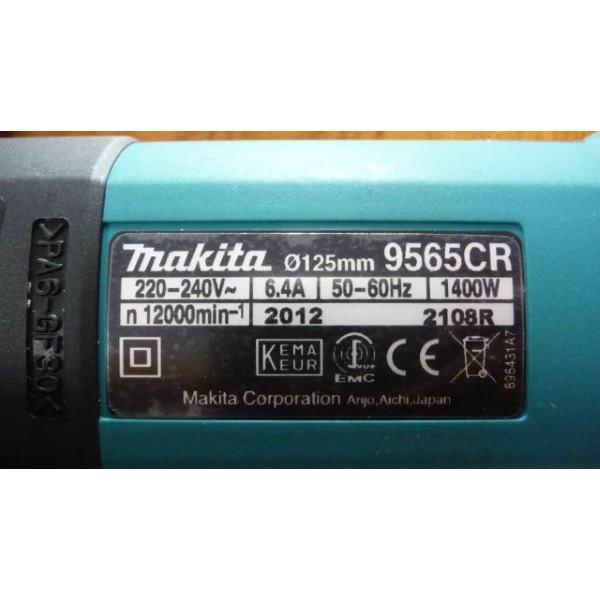 makita Ø125mm 9565CR
220-240V~ 6.4A 50-60Hz 1400W
n 12000min-1 2012 2108R
KEMA
KEUR
VDE
EMC
CE
Makita Corporation Anjo,Aichi,Japan
896431A7
>PA6-GF30<